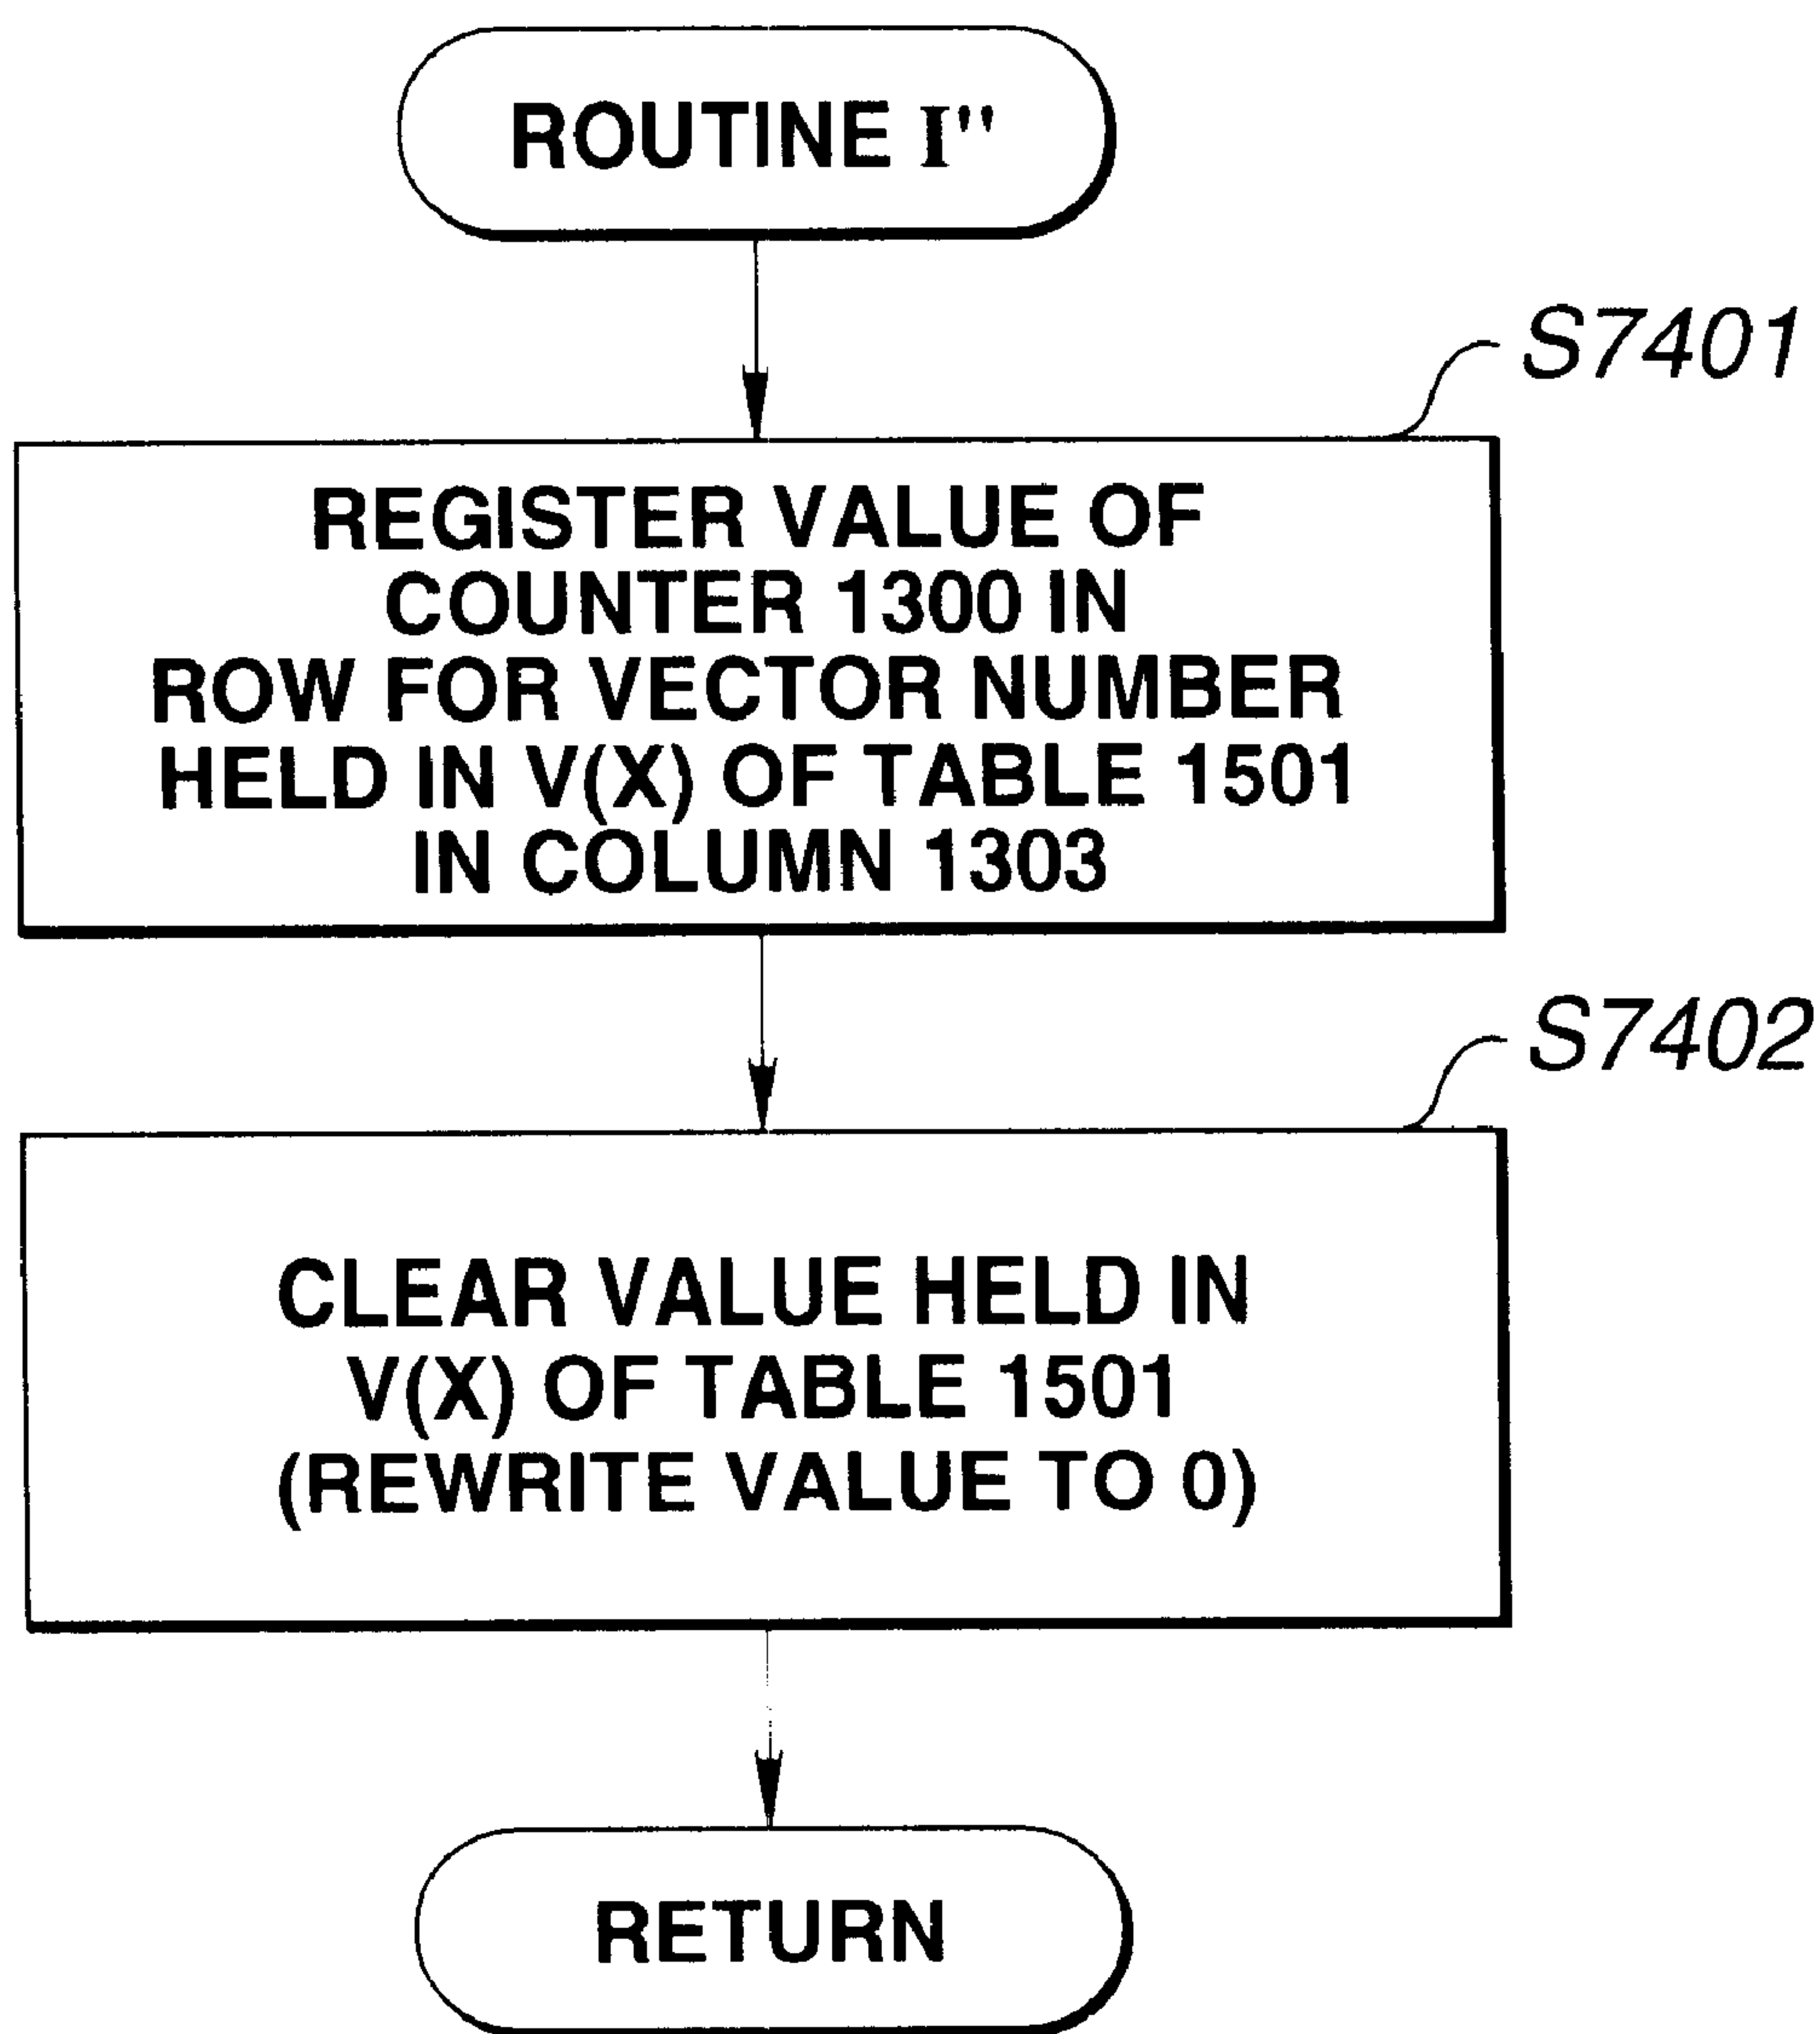 ROUTINE I"
S7401
REGISTER VALUE OF
COUNTER 1300 IN
ROW FOR VECTOR NUMBER
HELD IN V(X) OF TABLE 1501
IN COLUMN 1303
S7402
CLEAR VALUE HELD IN
V(X) OF TABLE 1501
(REWRITE VALUE TO 0)
RETURN